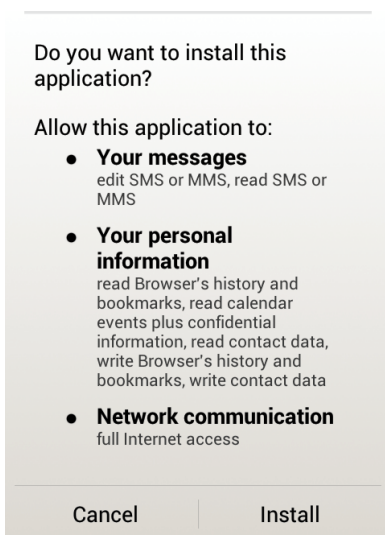 Do you want to install this
application?
Allow this application to:
● Your messages
edit SMS or MMS, read SMS or
MMS
● Your personal
information
read Browser's history and
bookmarks, read calendar
events plus confidential
information, read contact data,
write Browser's history and
bookmarks, write contact data
● Network communication
full Internet access
Cancel Install